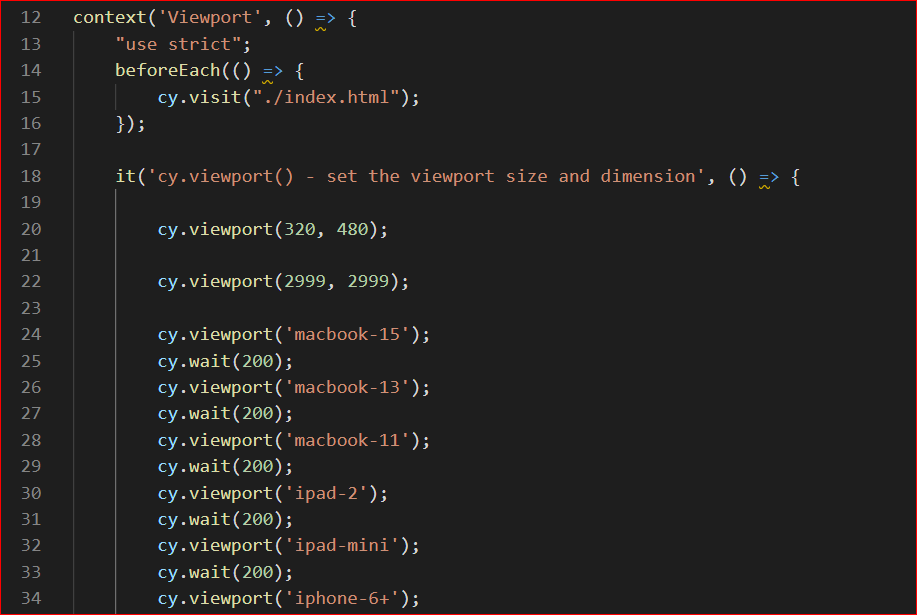 12 context('Viewport', () => {
13     "use strict";
14     beforeEach(() => {
15         cy.visit("./index.html");
16     });
17
18     it('cy.viewport() - set the viewport size and dimension', () => {
19
20         cy.viewport(320, 480);
21
22         cy.viewport(2999, 2999);
23
24         cy.viewport('macbook-15');
25         cy.wait(200);
26         cy.viewport('macbook-13');
27         cy.wait(200);
28         cy.viewport('macbook-11');
29         cy.wait(200);
30         cy.viewport('ipad-2');
31         cy.wait(200);
32         cy.viewport('ipad-mini');
33         cy.wait(200);
34         cy.viewport('iphone-6+');